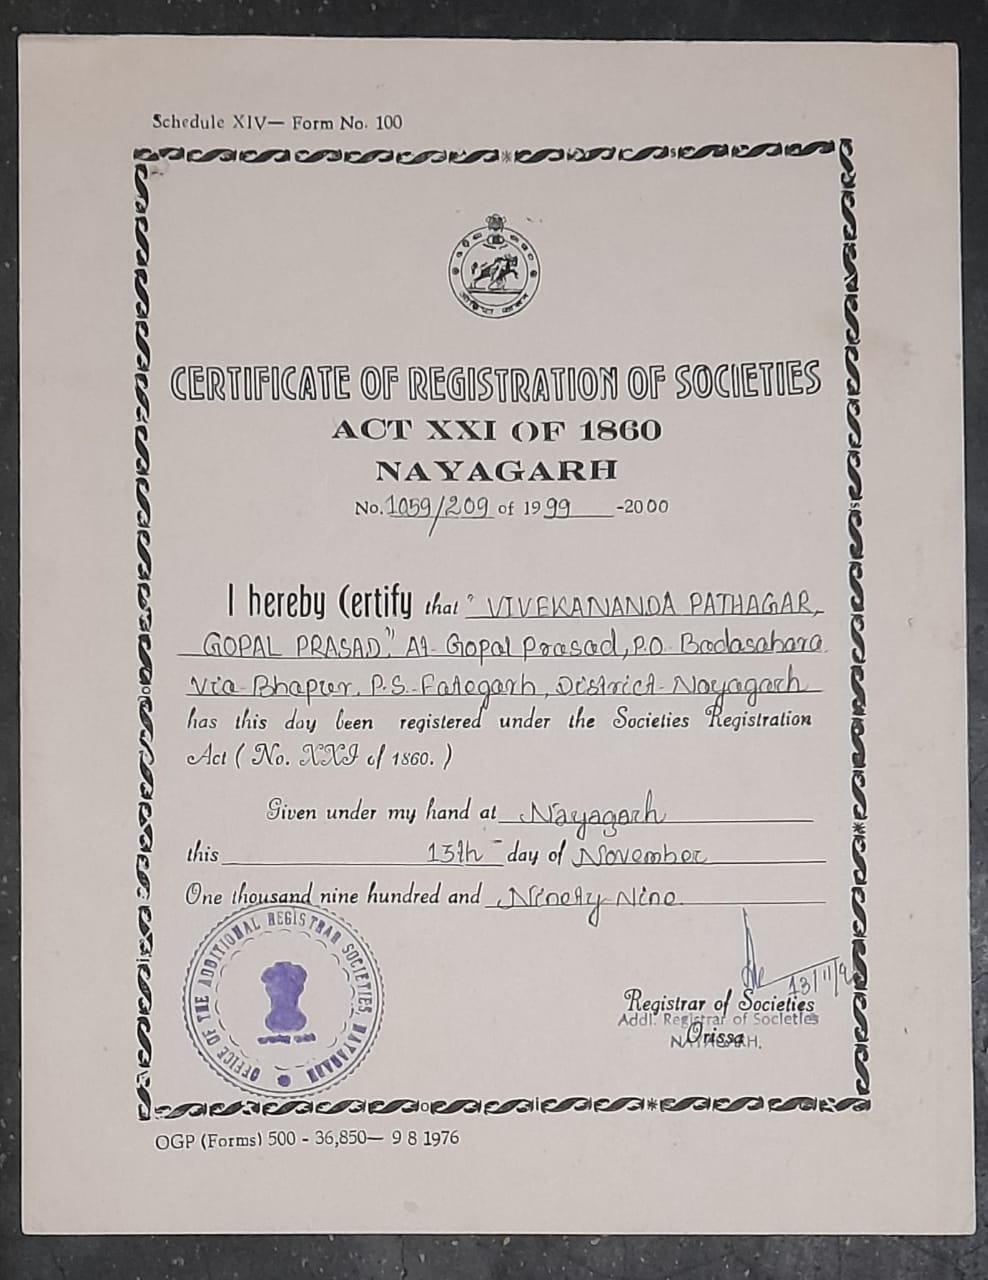 Schedule XIV— Form No. 100
CERTIFICATE OF REGISTRATION OF SOCIETIES
ACT XXI OF 1860
NAYAGARH
No. 1059/209 of 1999 -2000
I hereby Certify that "VIVEKANANDA PATHAGAR,
GOPAL PRASAD," At- Gopal Prasad, P.O- Badasahara
Via- Bhapur, P.S.- Fategarh, District- Nayagarh
has this day been registered under the Societies Registration
Act ( No. XXI of 1860. )
Given under my hand at Nayagarh
this 13th day of November
One thousand nine hundred and Ninety Nine.
OFFICE OF THE ADDITIONAL REGISTRAR SOCIETIES, NAYAGARH
13/11/9
Registrar of Societies
Addl. Registrar of Societies
Orissa
NAYAGARH.
OGP (Forms) 500 - 36,850— 9 8 1976